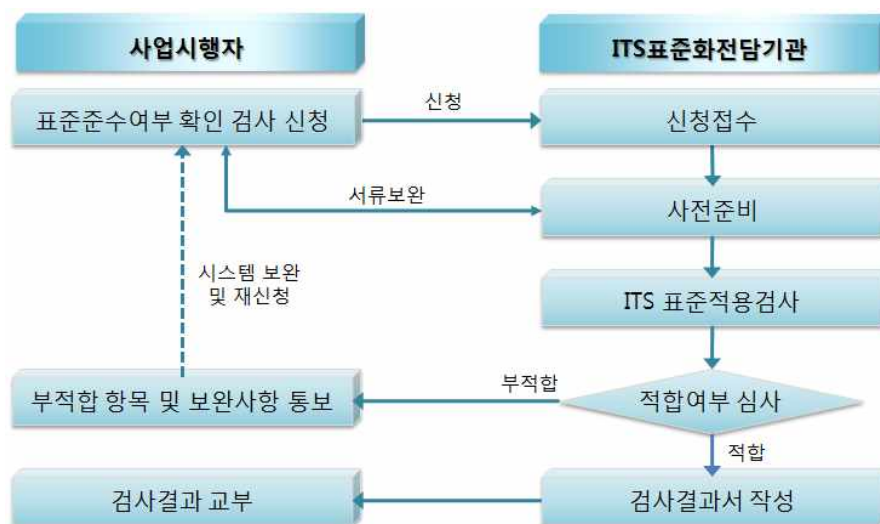 사업시행자
ITS표준화전담기관
표준준수여부 확인 검사 신청
신청
신청접수
서류보완
사전준비
시스템 보완
및 재신청
ITS 표준적용검사
부적합 항목 및 보완사항 통보
부적합
적합여부 심사
적합
검사결과 교부
검사결과서 작성